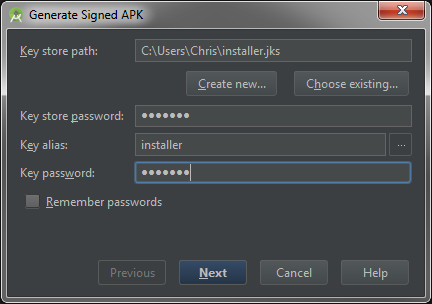 Generate Signed APK
Key store path: C:\Users\Chris\installer.jks
Create new... Choose existing...
Key store password: •••••••
Key alias: installer ...
Key password: •••••••
Remember passwords
Previous Next Cancel Help